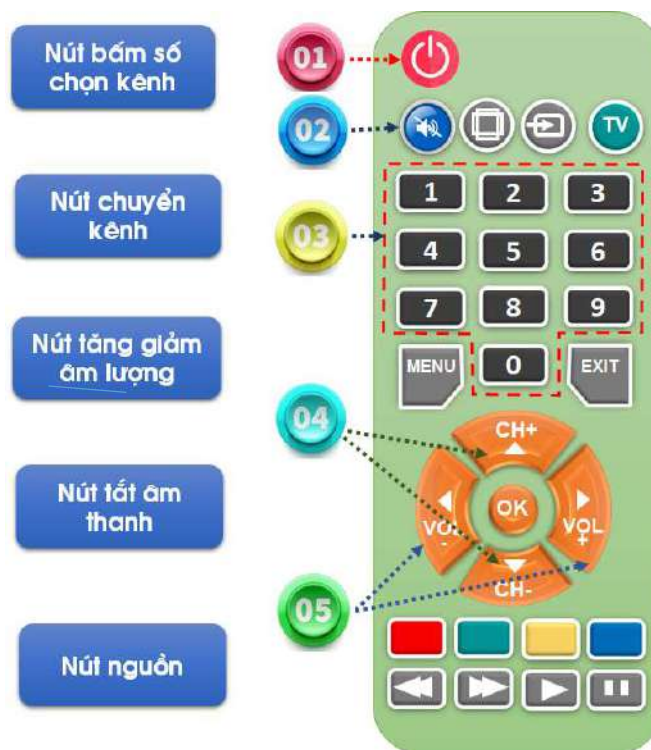 Nút bấm số
chọn kênh
Nút chuyển
kênh
Nút tăng giảm
âm lượng
Nút tắt âm
thanh
Nút nguồn
01
02
03
04
05
TV
1 2 3
4 5 6
7 8 9
MENU 0 EXIT
CH+
VOL
-
OK
VOL
+
CH-